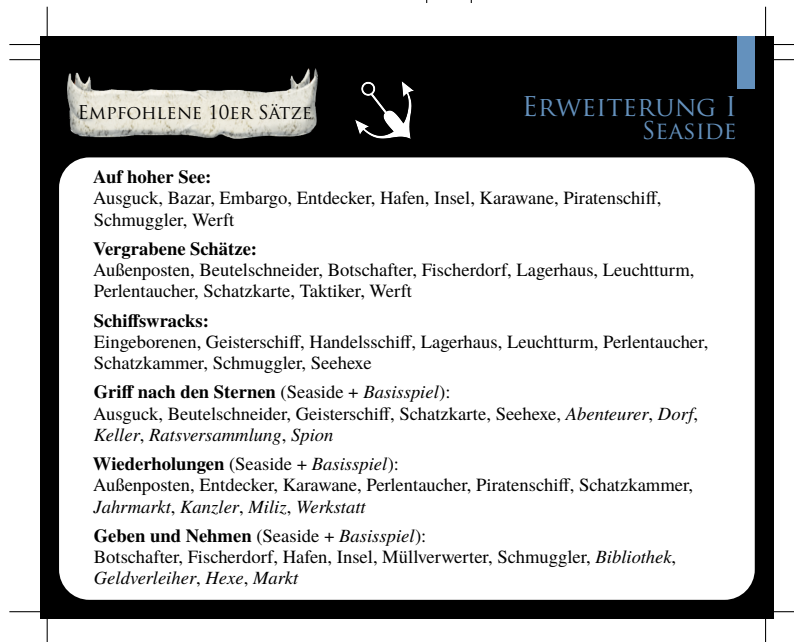 EMPFOHLENE 10ER SÄTZE
ERWEITERUNG I
SEASIDE
Auf hoher See:
Ausguck, Bazar, Embargo, Entdecker, Hafen, Insel, Karawane, Piratenschiff,
Schmuggler, Werft
Vergrabene Schätze:
Außenposten, Beutelschneider, Botschafter, Fischerdorf, Lagerhaus, Leuchtturm,
Perlentaucher, Schatzkarte, Taktiker, Werft
Schiffswracks:
Eingeborenen, Geisterschiff, Handelsschiff, Lagerhaus, Leuchtturm, Perlentaucher,
Schatzkammer, Schmuggler, Seehexe
Griff nach den Sternen (Seaside + Basisspiel):
Ausguck, Beutelschneider, Geisterschiff, Schatzkarte, Seehexe, Abenteurer, Dorf,
Keller, Ratsversammlung, Spion
Wiederholungen (Seaside + Basisspiel):
Außenposten, Entdecker, Karawane, Perlentaucher, Piratenschiff, Schatzkammer,
Jahrmarkt, Kanzler, Miliz, Werkstatt
Geben und Nehmen (Seaside + Basisspiel):
Botschafter, Fischerdorf, Hafen, Insel, Müllverwerter, Schmuggler, Bibliothek,
Geldverleiher, Hexe, Markt